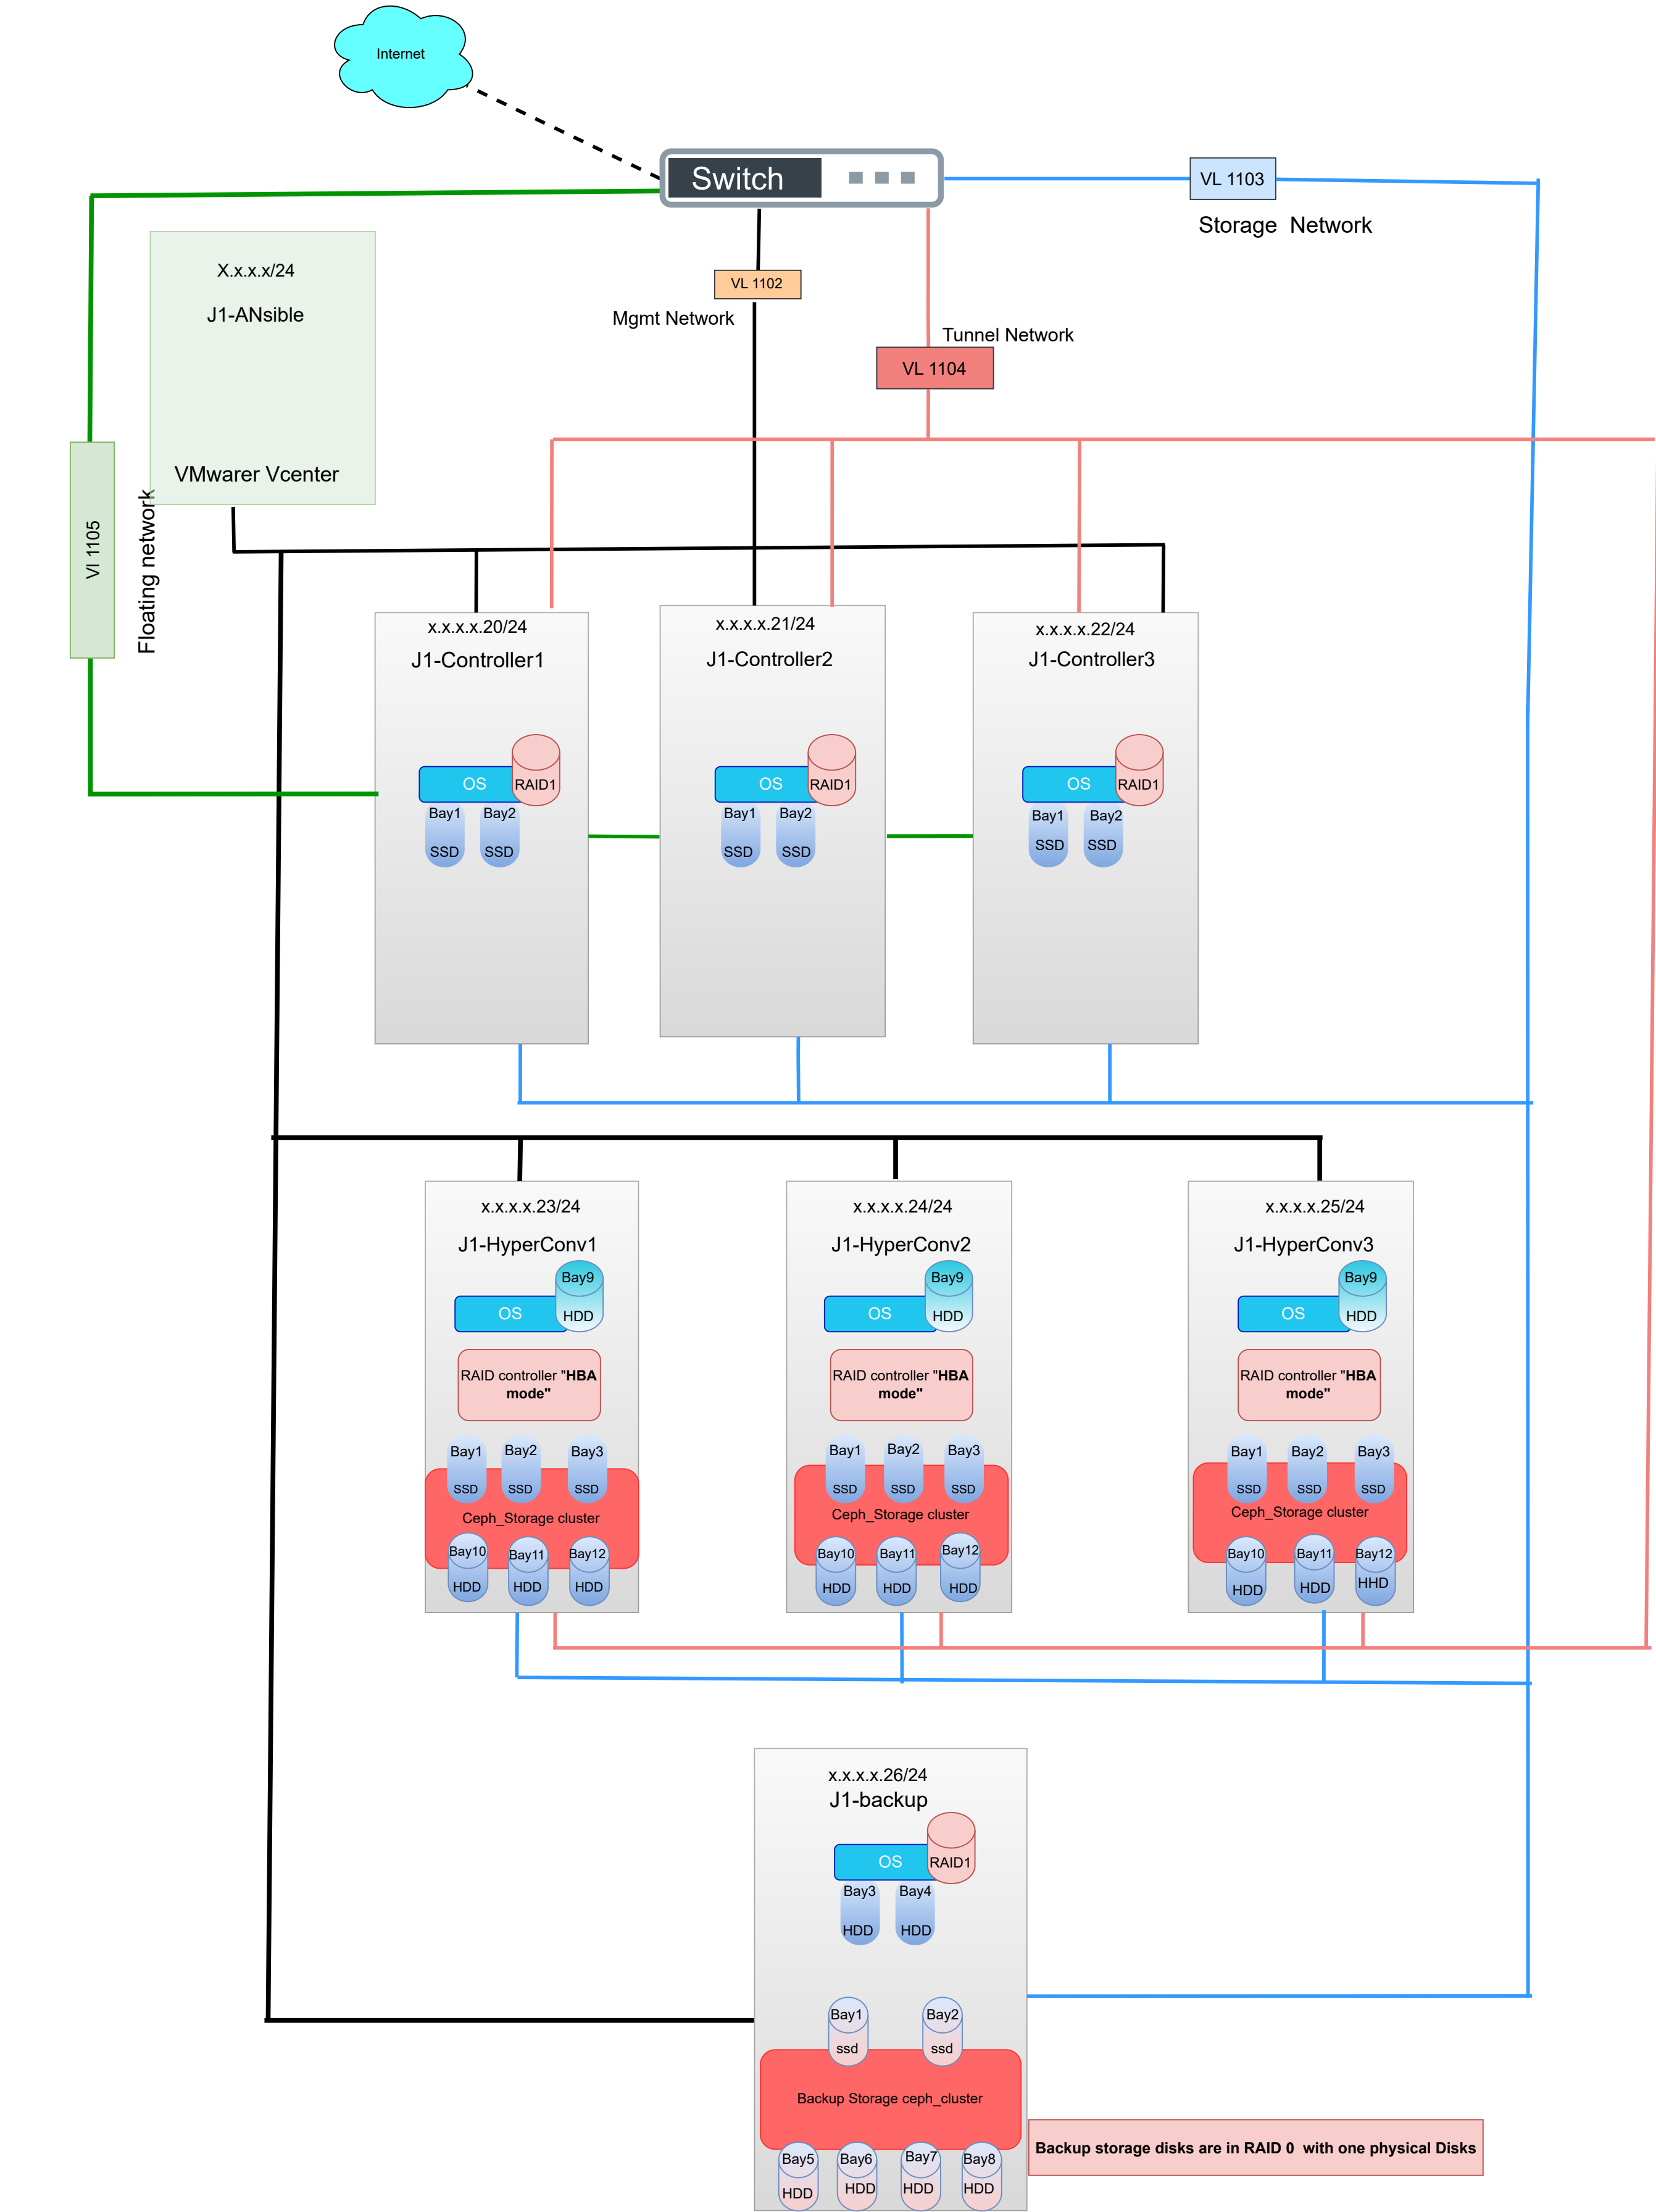 Internet
Switch
VL 1103
Storage  Network
X.x.x.x/24
J1-ANsible
VMwarer Vcenter
VL 1102
Mgmt Network
Tunnel Network
VL 1104
Vl 1105
Floating network
x.x.x.x.20/24
J1-Controller1
OS
RAID1
Bay1
Bay2
SSD
SSD
x.x.x.x.21/24
J1-Controller2
OS
RAID1
Bay1
Bay2
SSD
SSD
x.x.x.x.22/24
J1-Controller3
OS
RAID1
Bay1
Bay2
SSD
SSD
x.x.x.x.23/24
J1-HyperConv1
Bay9
OS
HDD
RAID controller "HBA
mode"
Bay1
Bay2
Bay3
SSD
SSD
SSD
Ceph_Storage cluster
Bay10
Bay11
Bay12
HDD
HDD
HDD
x.x.x.x.24/24
J1-HyperConv2
Bay9
OS
HDD
RAID controller "HBA
mode"
Bay1
Bay2
Bay3
SSD
SSD
SSD
Ceph_Storage cluster
Bay10
Bay11
Bay12
HDD
HDD
HDD
x.x.x.x.25/24
J1-HyperConv3
Bay9
OS
HDD
RAID controller "HBA
mode"
Bay1
Bay2
Bay3
SSD
SSD
SSD
Ceph_Storage cluster
Bay10
Bay11
Bay12
HDD
HDD
HHD
x.x.x.x.26/24
J1-backup
OS
RAID1
Bay3
Bay4
HDD
HDD
Bay1
Bay2
ssd
ssd
Backup Storage ceph_cluster
Bay5
Bay6
Bay7
Bay8
HDD
HDD
HDD
HDD
Backup storage disks are in RAID 0  with one physical Disks